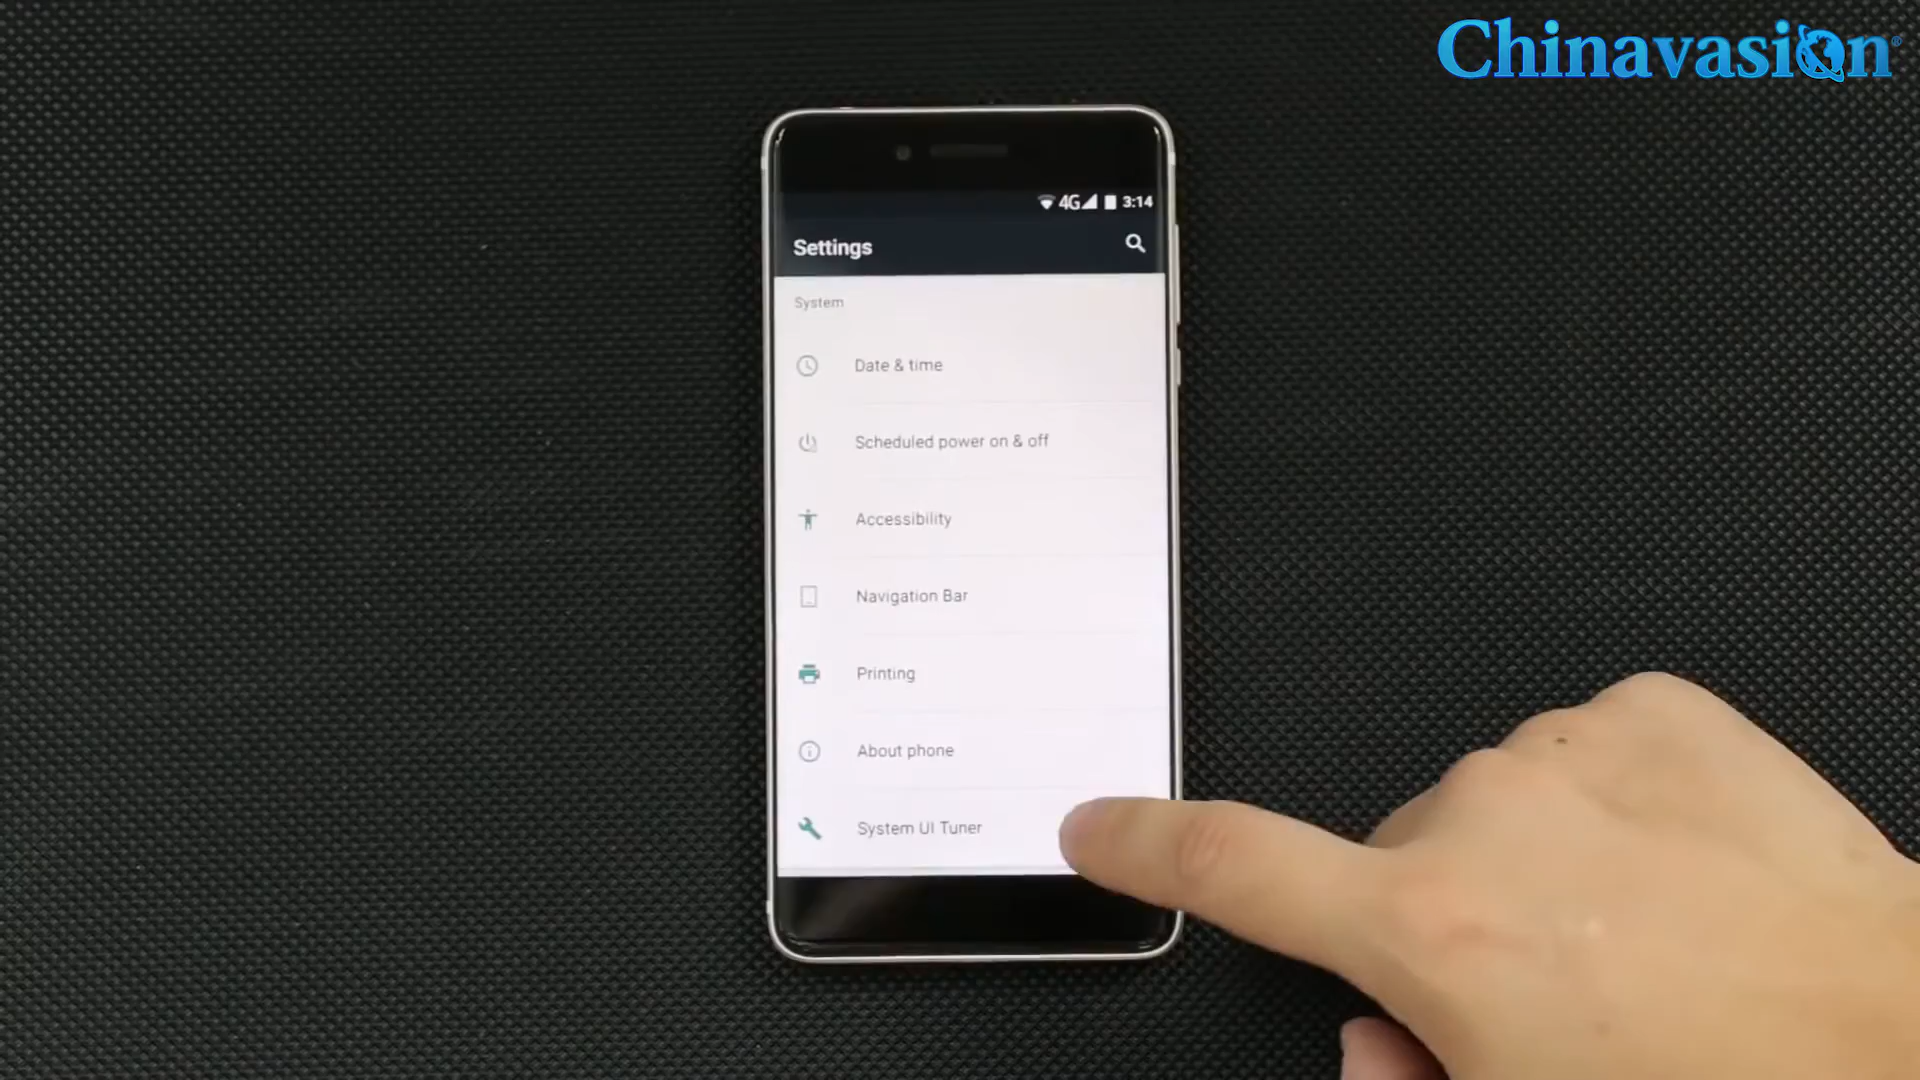 Chinavasion®
4G 3:14
Settings
System
Date & time
Scheduled power on & off
Accessibility
Navigation Bar
Printing
About phone
System UI Tuner